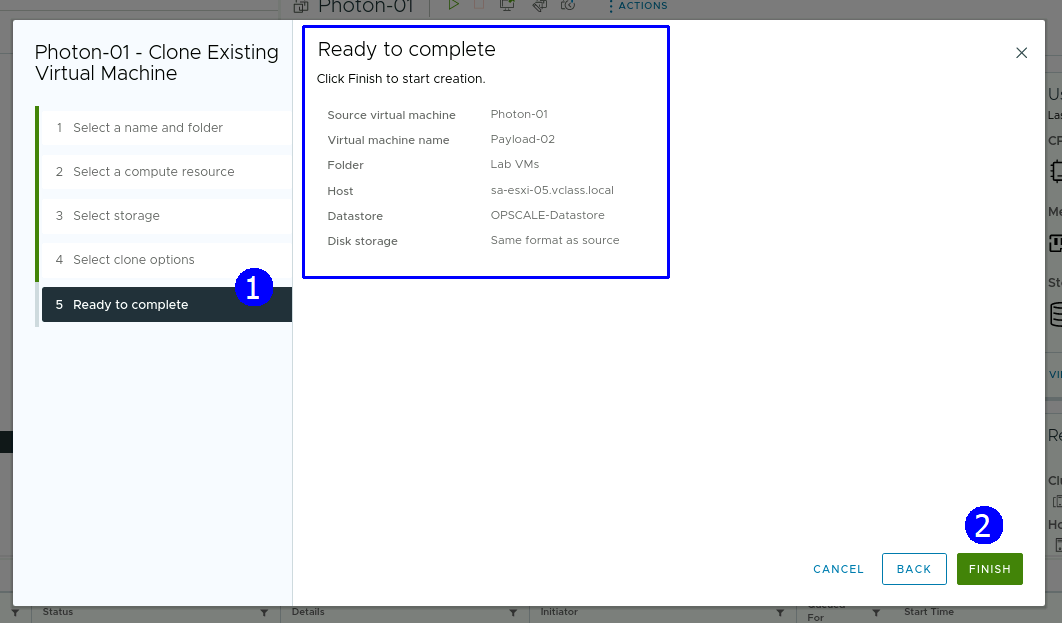 Photon-01
ACTIONS
Photon-01 - Clone Existing
Virtual Machine
1 Select a name and folder
2 Select a compute resource
3 Select storage
4 Select clone options
5 Ready to complete
1
Ready to complete
Click Finish to start creation.
Source virtual machine Photon-01
Virtual machine name Payload-02
Folder Lab VMs
Host sa-esxi-05.vclass.local
Datastore OPSCALE-Datastore
Disk storage Same format as source
2
CANCEL BACK FINISH
Status Details Initiator Start Time
For